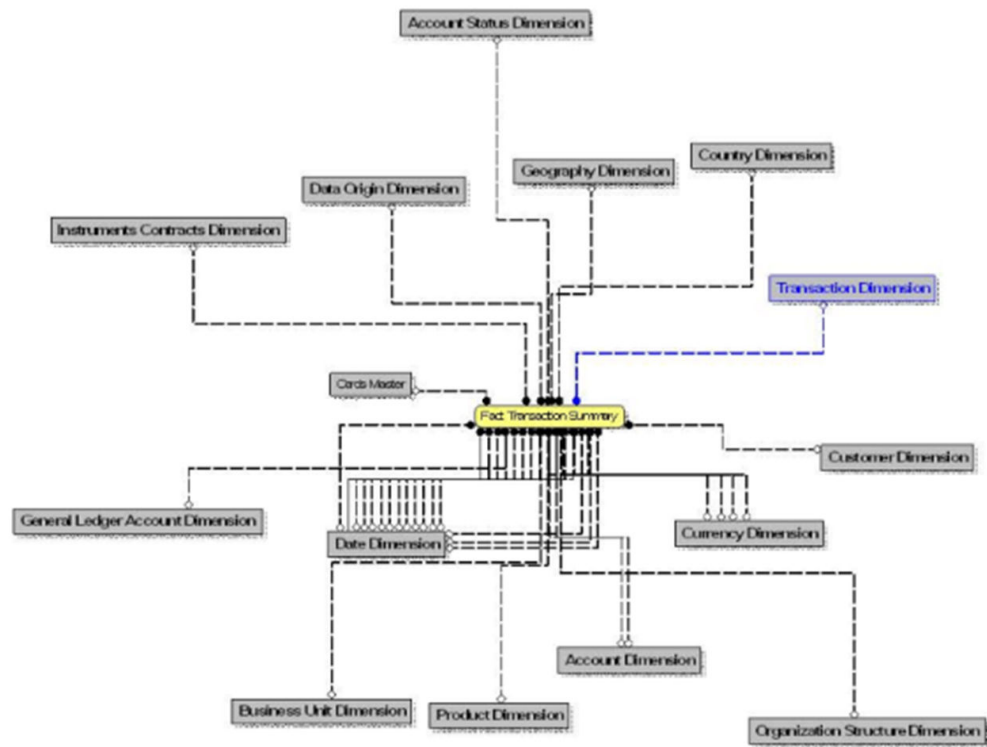 Account Status Dimension
Country Dimension
Geography Dimension
Data Origin Dimension
Instruments Contracts Dimension
Transaction Dimension
Cards Master
Fact Transaction Summary
Customer Dimension
General Ledger Account Dimension
Currency Dimension
Date Dimension
Account Dimension
Business Unit Dimension
Product Dimension
Organization Structure Dimension